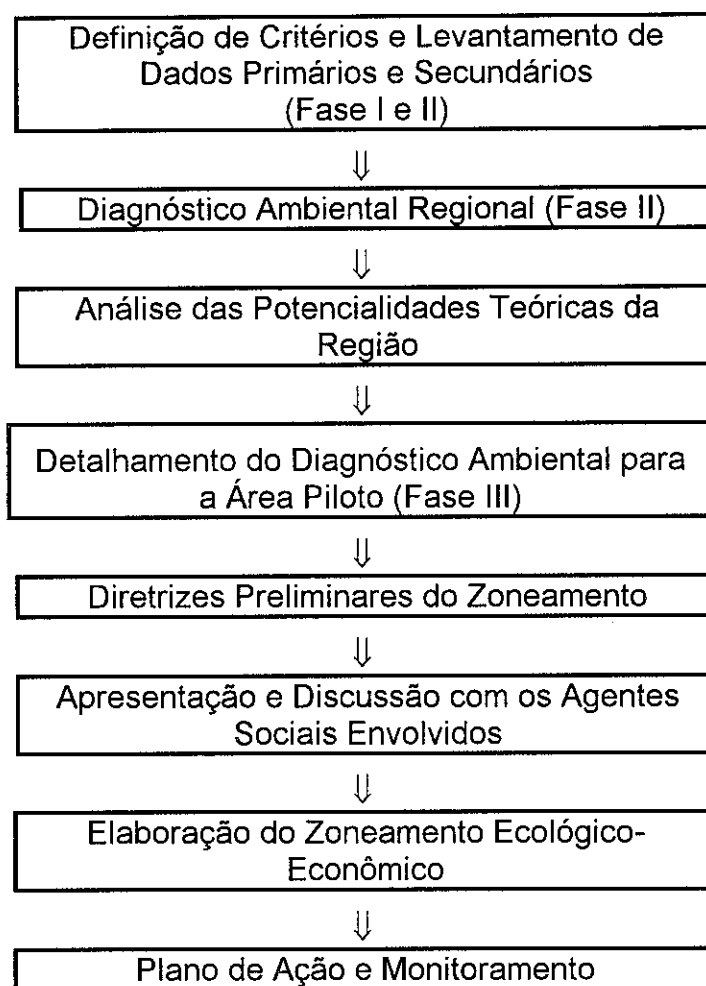 Definição de Critérios e Levantamento de
Dados Primários e Secundários
(Fase I e II)
⇓
Diagnóstico Ambiental Regional (Fase II)
⇓
Análise das Potencialidades Teóricas da
Região
⇓
Detalhamento do Diagnóstico Ambiental para
a Área Piloto (Fase III)
⇓
Diretrizes Preliminares do Zoneamento
⇓
Apresentação e Discussão com os Agentes
Sociais Envolvidos
⇓
Elaboração do Zoneamento Ecológico-
Econômico
⇓
Plano de Ação e Monitoramento